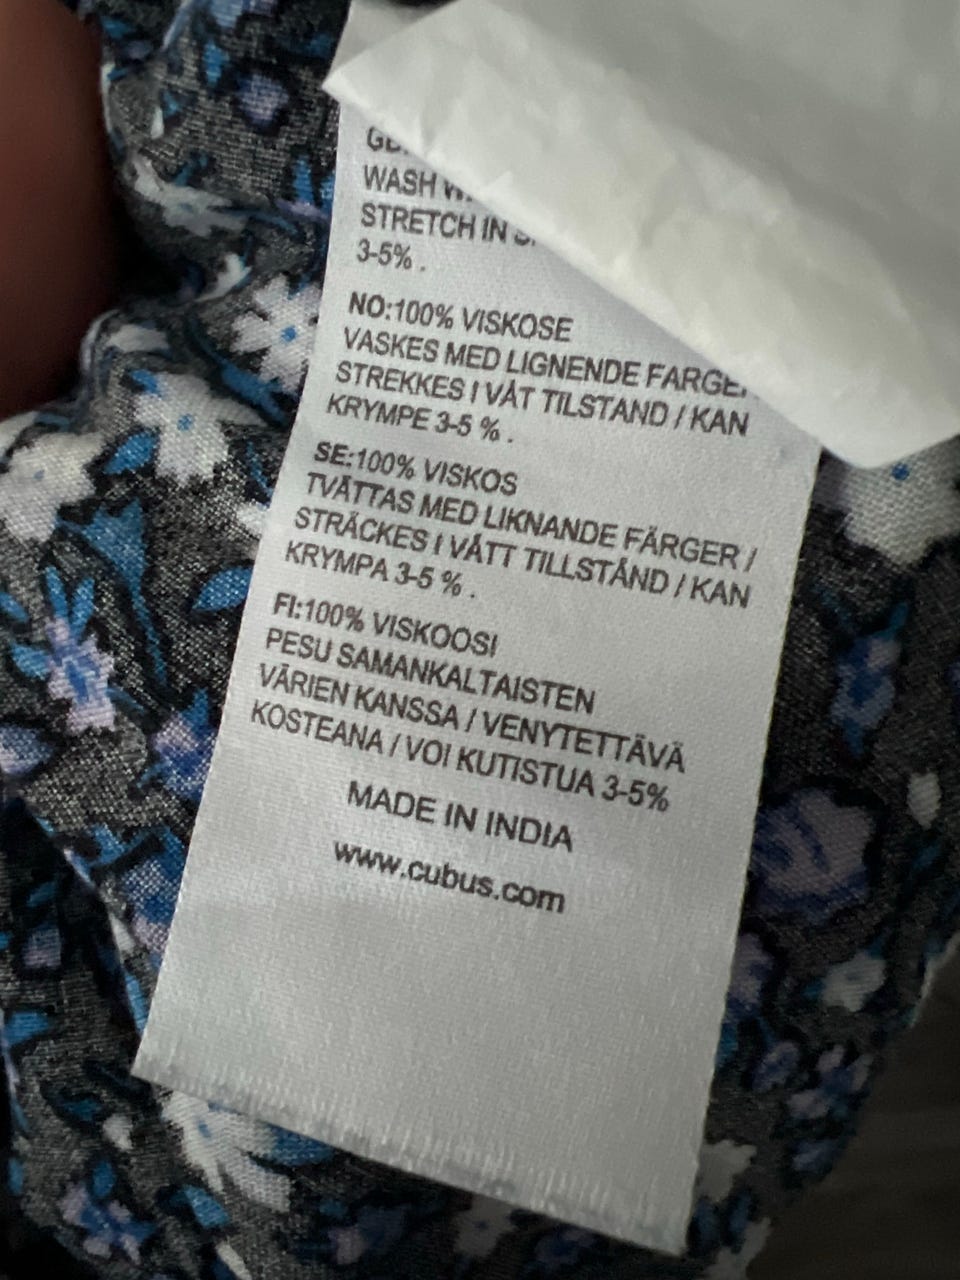 WASH
STRETCH IN
3-5% .
NO:100% VISKOSE
VASKES MED LIGNENDE
STREKKES I VÅT TILSTAND / KAN
KRYMPE 3-5 % .
SE:100% VISKOS
TVÄTTAS MED LIKNANDE FÄRGER /
STRÄCKES I VÅTT TILLSTÅND / KAN
KRYMPA 3-5 % .
FI:100% VISKOOSI
PESU SAMANKALTAISTEN
VÄRIEN KANSSA / VENYTETTÄVÄ
KOSTEANA / VOI KUTISTUA 3-5%
MADE IN INDIA
www.cubus.com